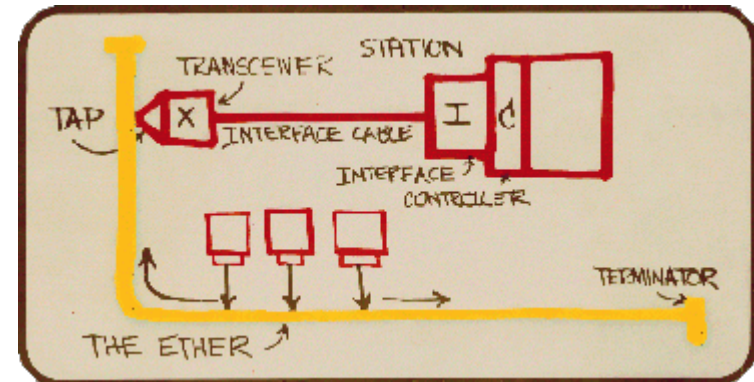 STATION
TRANSCEIVER
TAP
X
I
C
INTERFACE CABLE
INTERFACE
CONTROLLER
TERMINATOR
THE ETHER